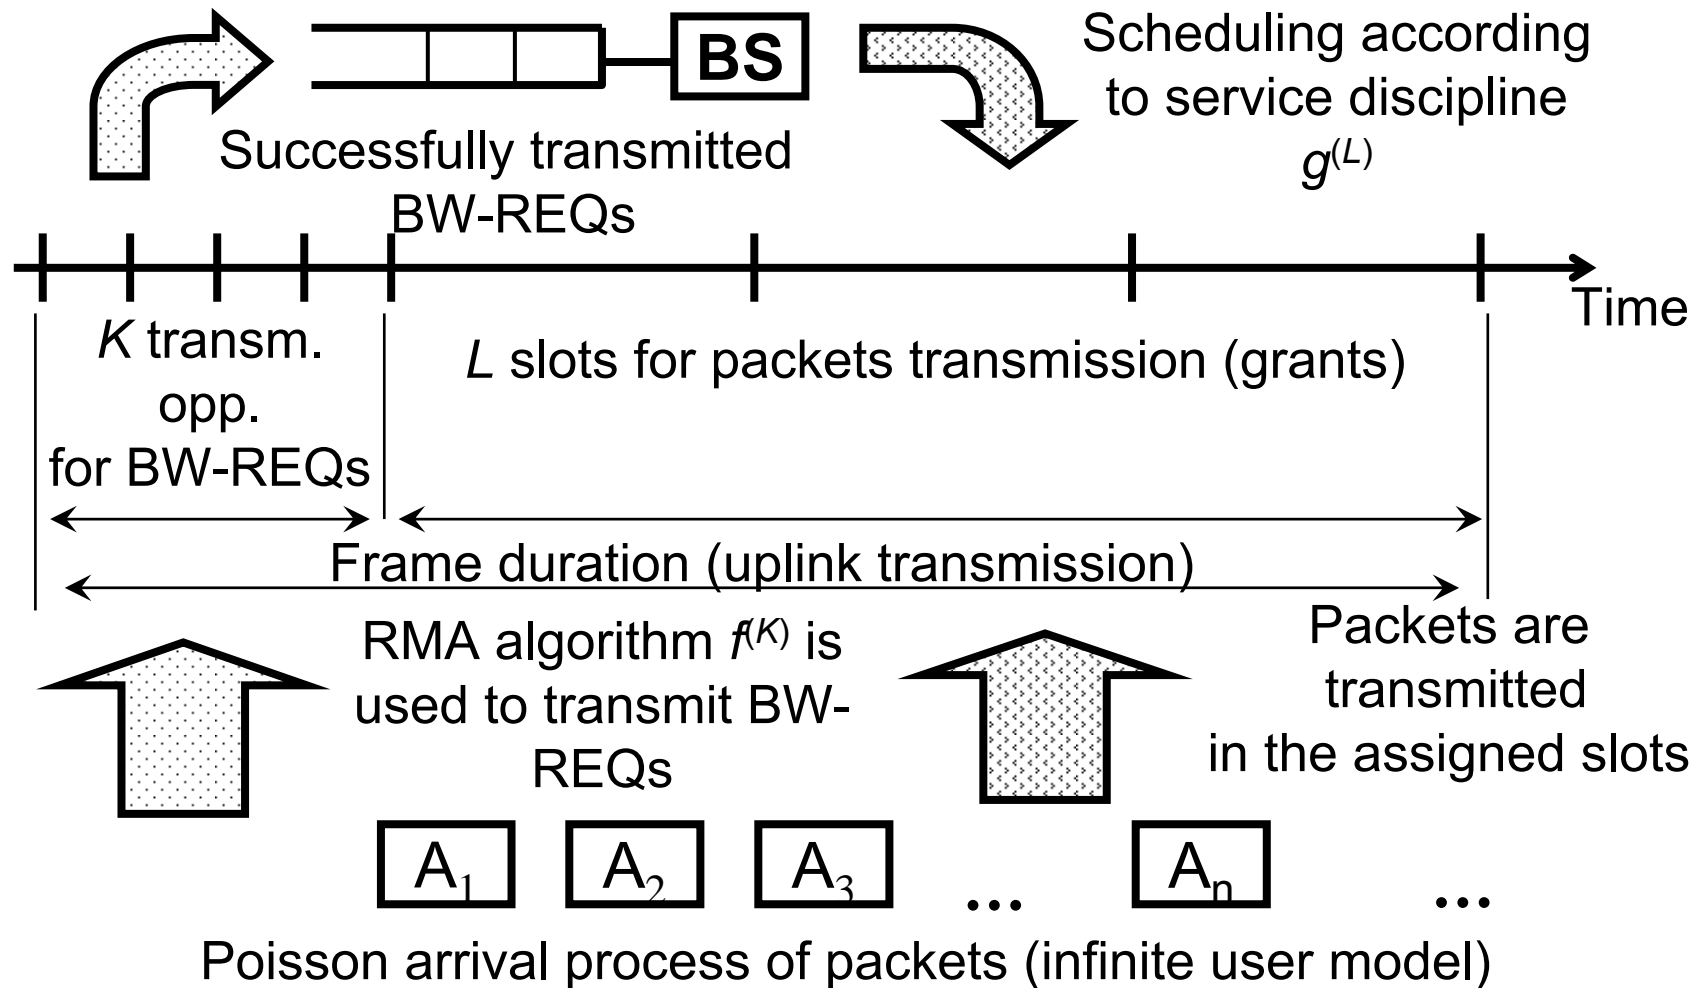 BS
Successfully transmitted
BW-REQs
Scheduling according
to service discipline
g(L)
Time
K transm.
opp.
for BW-REQs
L slots for packets transmission (grants)
Frame duration (uplink transmission)
RMA algorithm f(K) is
used to transmit BW-
REQs
Packets are
transmitted
in the assigned slots
A1
A2
A3
...
An
...
Poisson arrival process of packets (infinite user model)